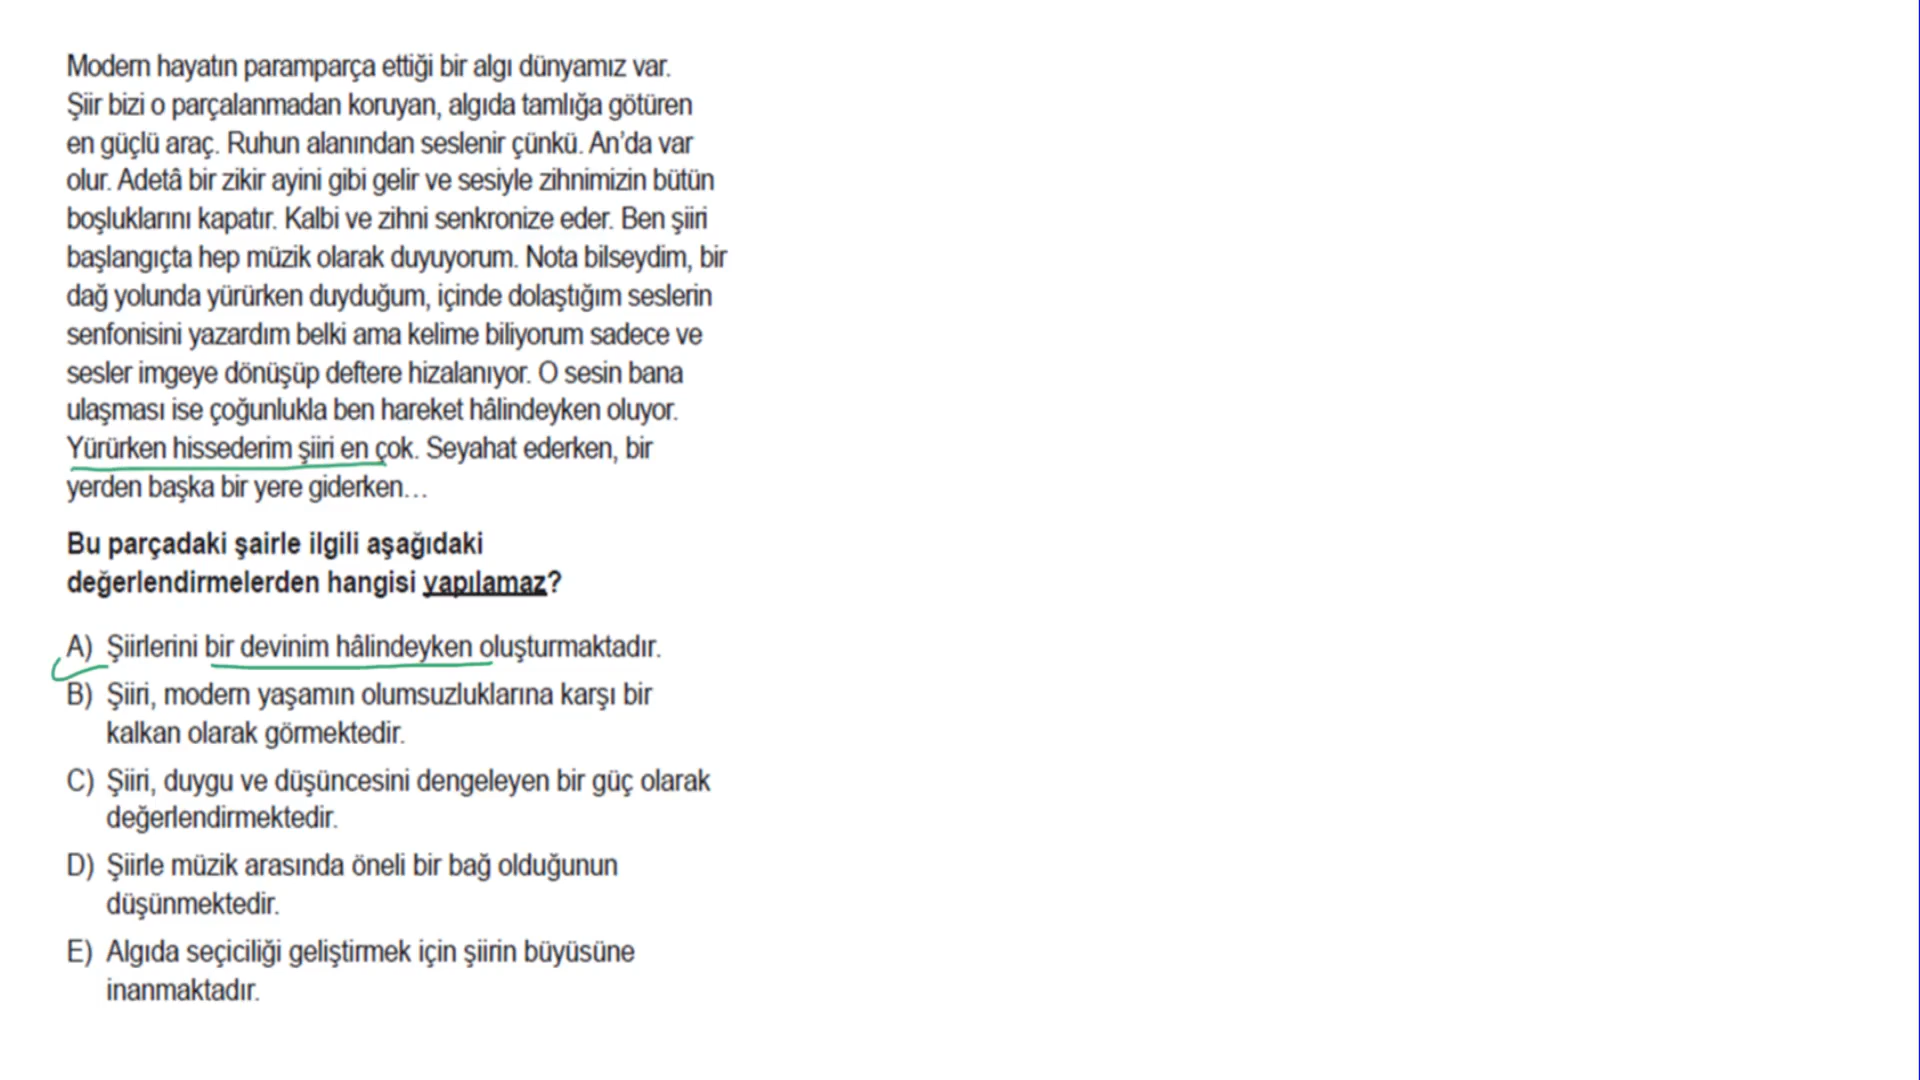 Modern hayatın paramparça ettiği bir algı dünyamız var.
Şiir bizi o parçalanmadan koruyan, algıda tamlığa götüren
en güçlü araç. Ruhun alanından seslenir çünkü. An’da var
olur. Adetâ bir zikir ayini gibi gelir ve sesiyle zihnimizin bütün
boşluklarını kapatır. Kalbi ve zihni senkronize eder. Ben şiiri
başlangıçta hep müzik olarak duyuyorum. Nota bilseydim, bir
dağ yolunda yürürken duyduğum, içinde dolaştığım seslerin
senfonisini yazardım belki ama kelime biliyorum sadece ve
sesler imgeye dönüşüp deftere hizalanıyor. O sesin bana
ulaşması ise çoğunlukla ben hareket hâlindeyken oluyor.
Yürürken hissederim şiiri en çok. Seyahat ederken, bir
yerden başka bir yere giderken…
Bu parçadaki şairle ilgili aşağıdaki
değerlendirmelerden hangisi yapılamaz?
A) Şiirlerini bir devinim hâlindeyken oluşturmaktadır.
B) Şiiri, modern yaşamın olumsuzluklarına karşı bir
kalkan olarak görmektedir.
C) Şiiri, duygu ve düşüncesini dengeleyen bir güç olarak
değerlendirmektedir.
D) Şiirle müzik arasında öneli bir bağ olduğunun
düşünmektedir.
E) Algıda seçiciliği geliştirmek için şiirin büyüsüne
inanmaktadır.